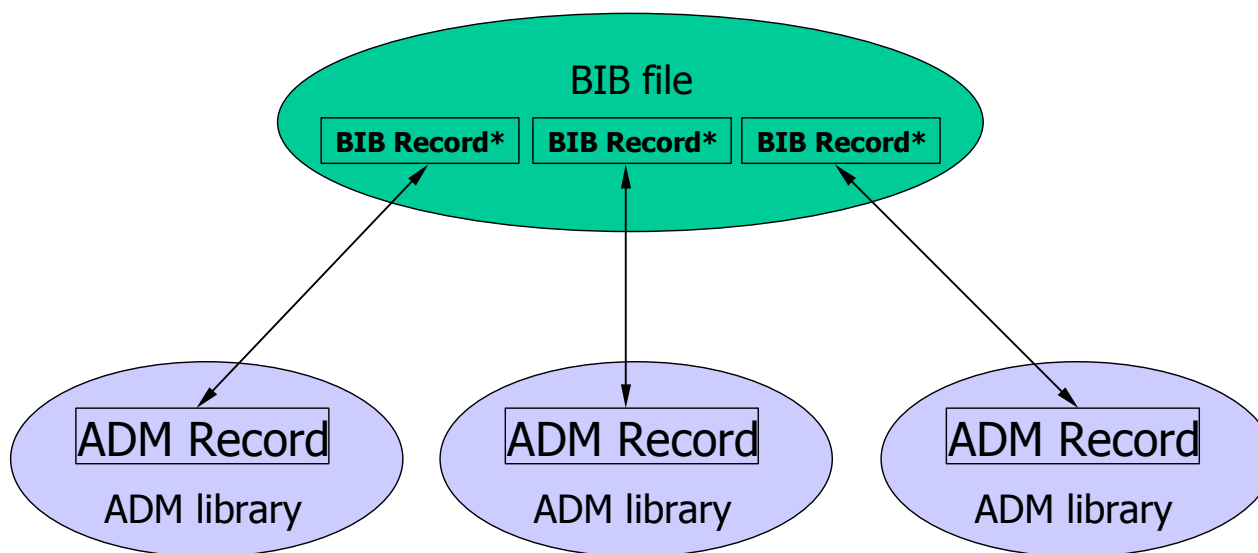 BIB file
BIB Record* BIB Record* BIB Record*
ADM Record ADM Record ADM Record
ADM library ADM library ADM library